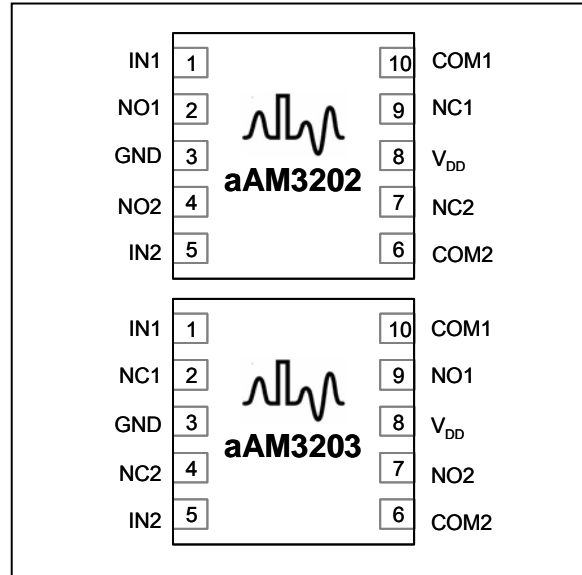 IN1 1 10 COM1
NO1 2 9 NC1
GND 3 8 VDD
aAM3202
NO2 4 7 NC2
IN2 5 6 COM2
IN1 1 10 COM1
NC1 2 9 NO1
GND 3 8 VDD
aAM3203
NC2 4 7 NO2
IN2 5 6 COM2